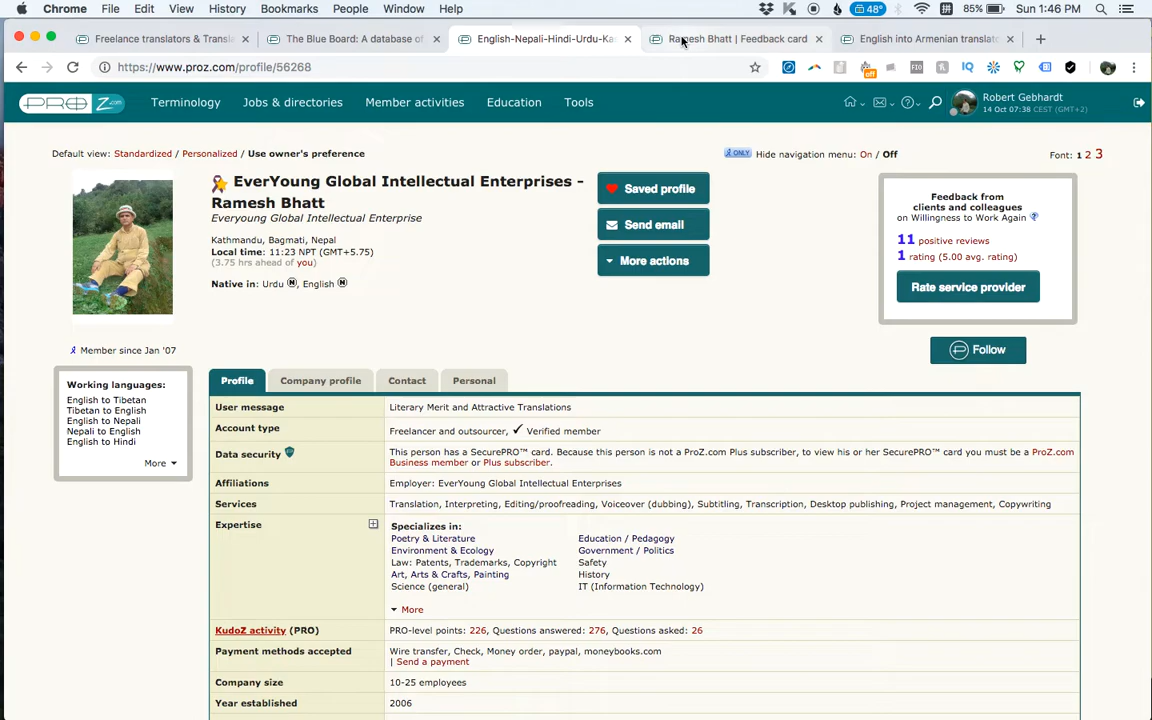 Chrome File Edit View History Bookmarks People Window Help 48° 85% Sun 1:46 PM
Freelance translators & Transl
The Blue Board: A database of
English-Nepali-Hindi-Urdu-Ka
Ramesh Bhatt | Feedback card
English into Armenian translat
https://www.proz.com/profile/56268
off FIO IQ
PROZ.com Terminology Jobs & directories Member activities Education Tools
Robert Gebhardt
14 Oct 07:38 CEST (GMT+2)
Default view: Standardized / Personalized / Use owner's preference
ONLY Hide navigation menu: On / Off
Font: 1 2 3
EverYoung Global Intellectual Enterprises -
Ramesh Bhatt
Everyoung Global Intellectual Enterprise
Kathmandu, Bagmati, Nepal
Local time: 11:23 NPT (GMT+5.75)
(3.75 hrs ahead of you)
Native in: Urdu N, English N
Saved profile
Send email
More actions
Feedback from
clients and colleagues
on Willingness to Work Again ?
11 positive reviews
1 rating (5.00 avg. rating)
Rate service provider
Follow
Member since Jan '07
Working languages:
English to Tibetan
Tibetan to English
English to Nepali
Nepali to English
English to Hindi
More
Profile Company profile Contact Personal
User message Literary Merit and Attractive Translations
Account type Freelancer and outsourcer, ✓ Verified member
Data security This person has a SecurePRO™ card. Because this person is not a ProZ.com Plus subscriber, to view his or her SecurePRO™ card you must be a ProZ.com
Business member or Plus subscriber.
Affiliations Employer: EverYoung Global Intellectual Enterprises
Services Translation, Interpreting, Editing/proofreading, Voiceover (dubbing), Subtitling, Transcription, Desktop publishing, Project management, Copywriting
Expertise Specializes in:
Poetry & Literature Education / Pedagogy
Environment & Ecology Government / Politics
Law: Patents, Trademarks, Copyright Safety
Art, Arts & Crafts, Painting History
Science (general) IT (Information Technology)
More
KudoZ activity (PRO) PRO-level points: 226, Questions answered: 276, Questions asked: 26
Payment methods accepted Wire transfer, Check, Money order, paypal, moneybooks.com
| Send a payment
Company size 10-25 employees
Year established 2006